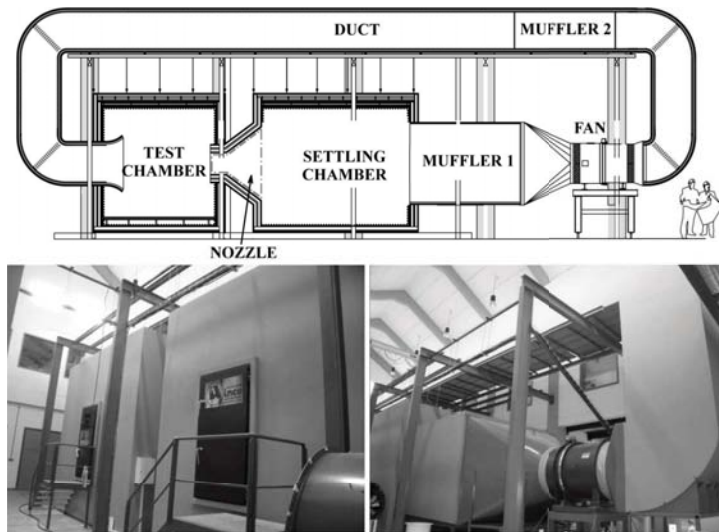 DUCT
MUFFLER 2
FAN
TEST
CHAMBER
SETTLING
CHAMBER
MUFFLER 1
NOZZLE